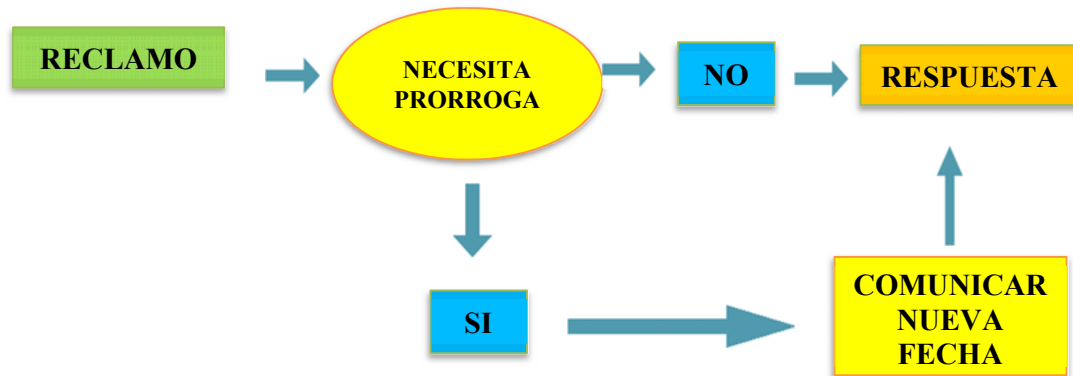 RECLAMO
NECESITA
PRORROGA
NO
RESPUESTA
SI
COMUNICAR
NUEVA
FECHA